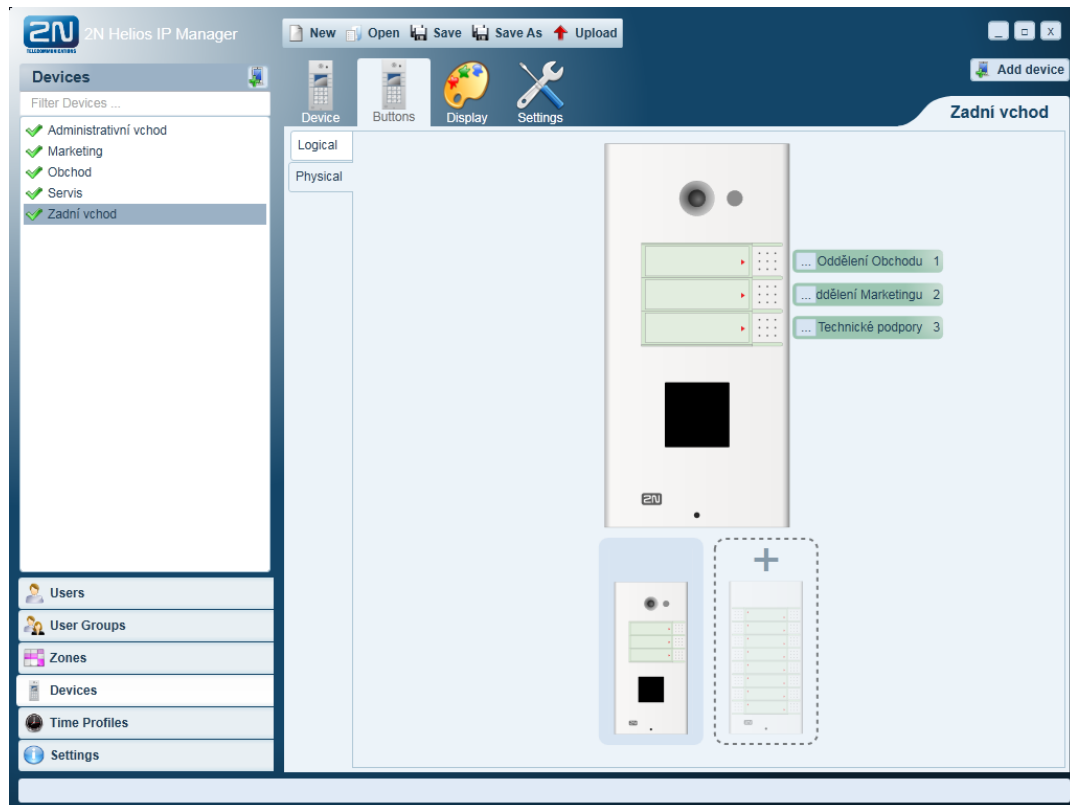 2N
TELECOMMUNICATIONS
2N Helios IP Manager
New Open Save Save As Upload
X
Devices
Filter Devices ...
Administrativní vchod
Marketing
Obchod
Servis
Zadní vchod
Device Buttons Display Settings
Add device
Zadní vchod
Logical
Physical
... Oddělení Obchodu 1
... ddělení Marketingu 2
... Technické podpory 3
2N
Users
User Groups
Zones
Devices
Time Profiles
Settings